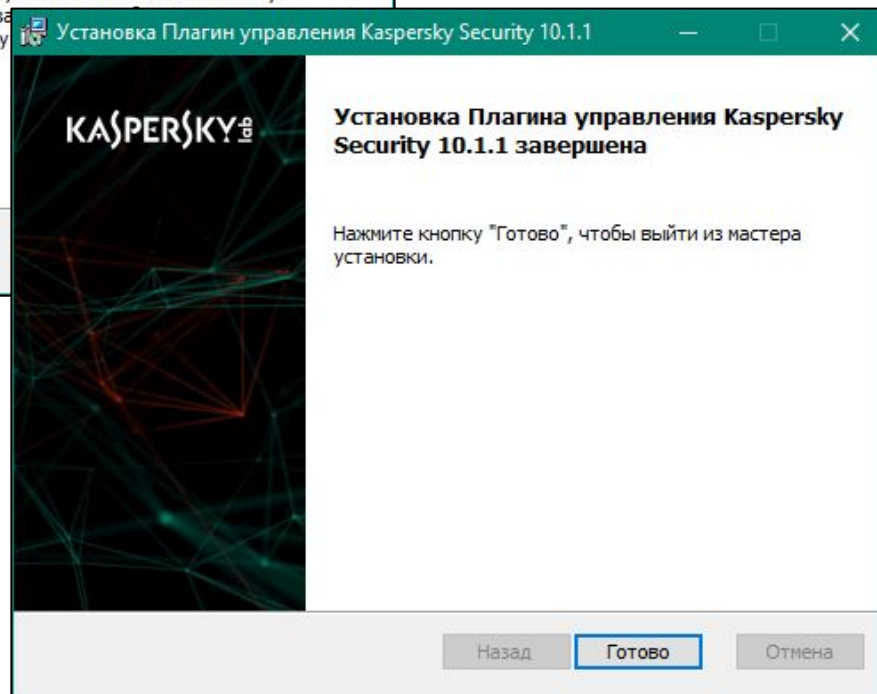 Установка Плагин управления Kaspersky Security 10.1.1
KASPERSKY lab
Установка Плагина управления Kaspersky
Security 10.1.1 завершена
Нажмите кнопку "Готово", чтобы выйти из мастера
установки.
Назад Готово Отмена